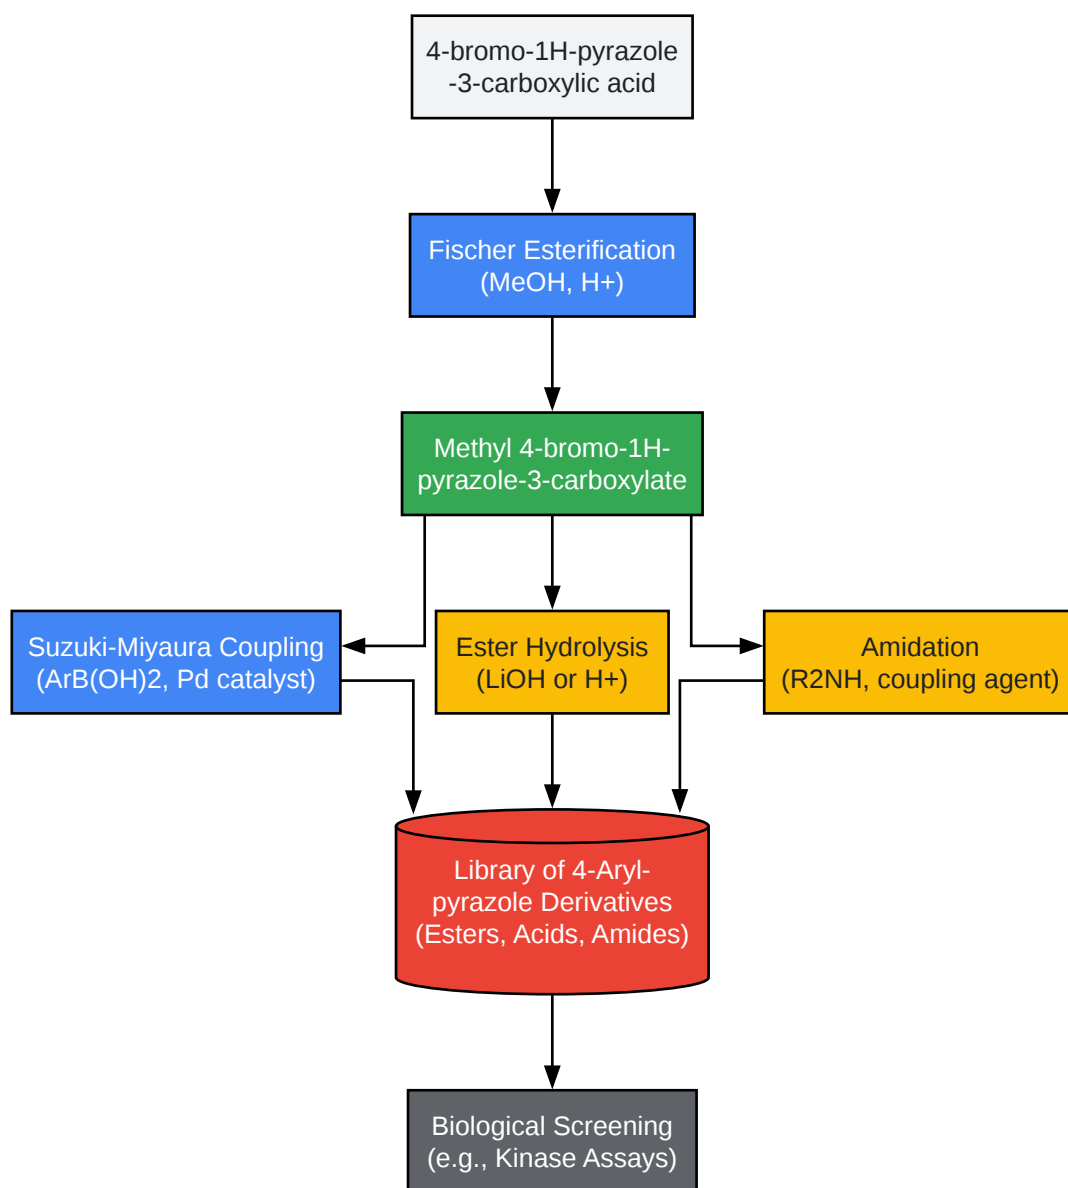 4-bromo-1H-pyrazole
-3-carboxylic acid
Fischer Esterification
(MeOH, H+)
Methyl 4-bromo-1H-
pyrazole-3-carboxylate
Suzuki-Miyaura Coupling
(ArB(OH)2, Pd catalyst)
Ester Hydrolysis
(LiOH or H+)
Amidation
(R2NH, coupling agent)
Library of 4-Aryl-
pyrazole Derivatives
(Esters, Acids, Amides)
Biological Screening
(e.g., Kinase Assays)